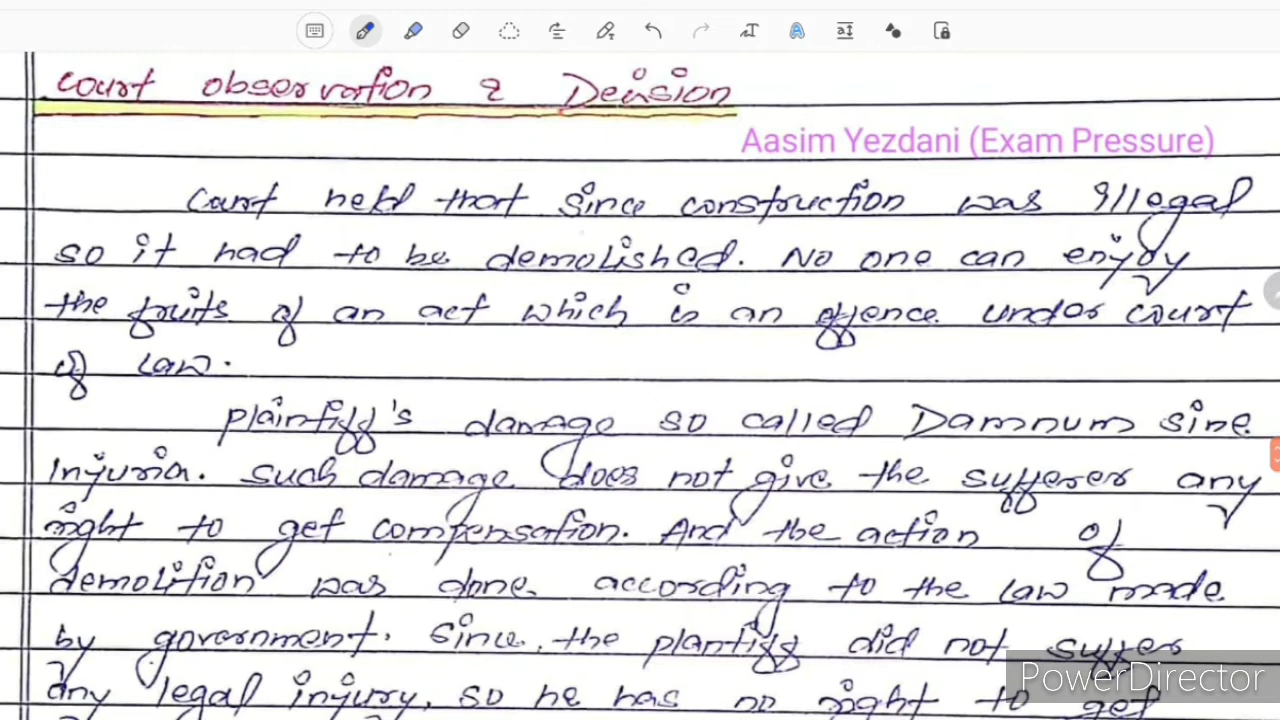 Court observation & Decision
Aasim Yezdani (Exam Pressure)
Court held that since construction was illegal
so it had to be demolished. No one can enjoy
the fruits of an act which is an offence under court
of law.
Plaintiff's damage so called Damnum sine
Injuria. Such damage does not give the sufferer any
right to get compensation. And the action of
demolition was done according to the law made
by government. Since the plantiff did not suffer
any legal injury, so he has no right to get
PowerDirector